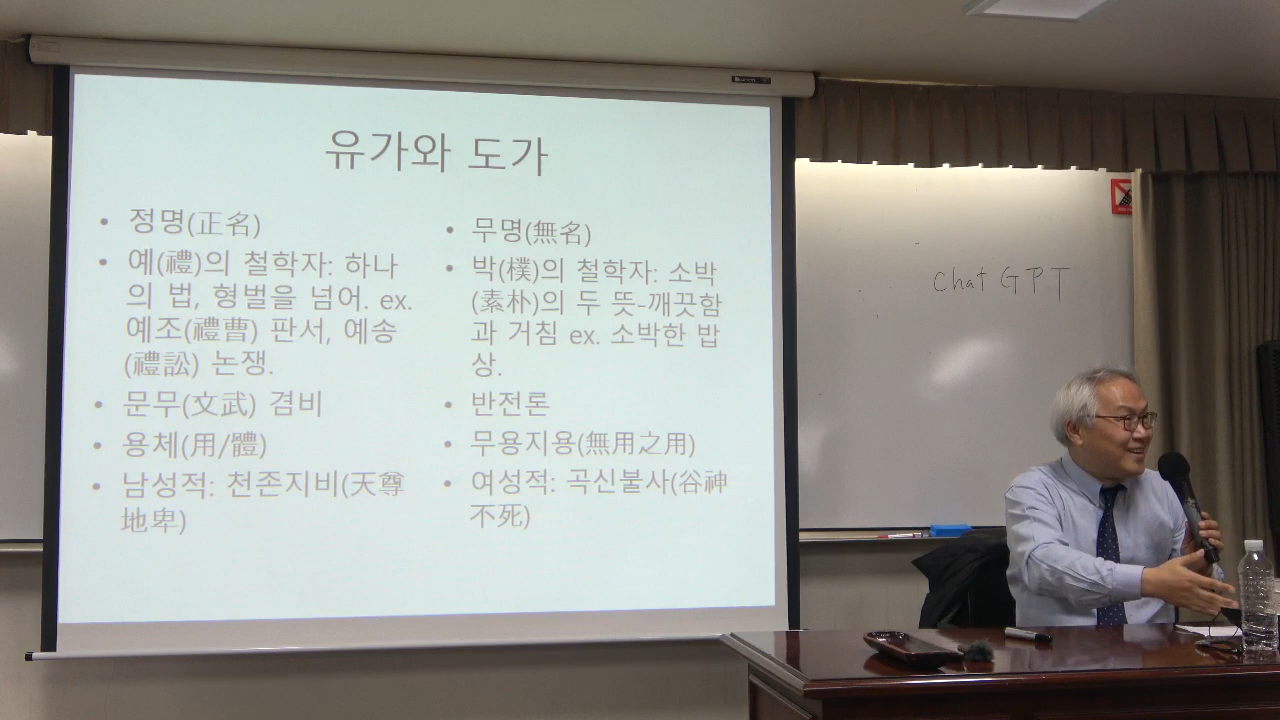 유가와 도가
• 정명(正名)
• 예(禮)의 철학자: 하나
의 법, 형벌을 넘어. ex.
예조(禮曹) 판서, 예송
(禮訟) 논쟁.
• 문무(文武) 겸비
• 용체(用/體)
• 남성적: 천존지비(天尊
地卑)
• 무명(無名)
• 박(樸)의 철학자: 소박
(素朴)의 두 뜻-깨끗함
과 거침 ex. 소박한 밥
상.
• 반전론
• 무용지용(無用之用)
• 여성적: 곡신불사(谷神
不死)
Chat GPT